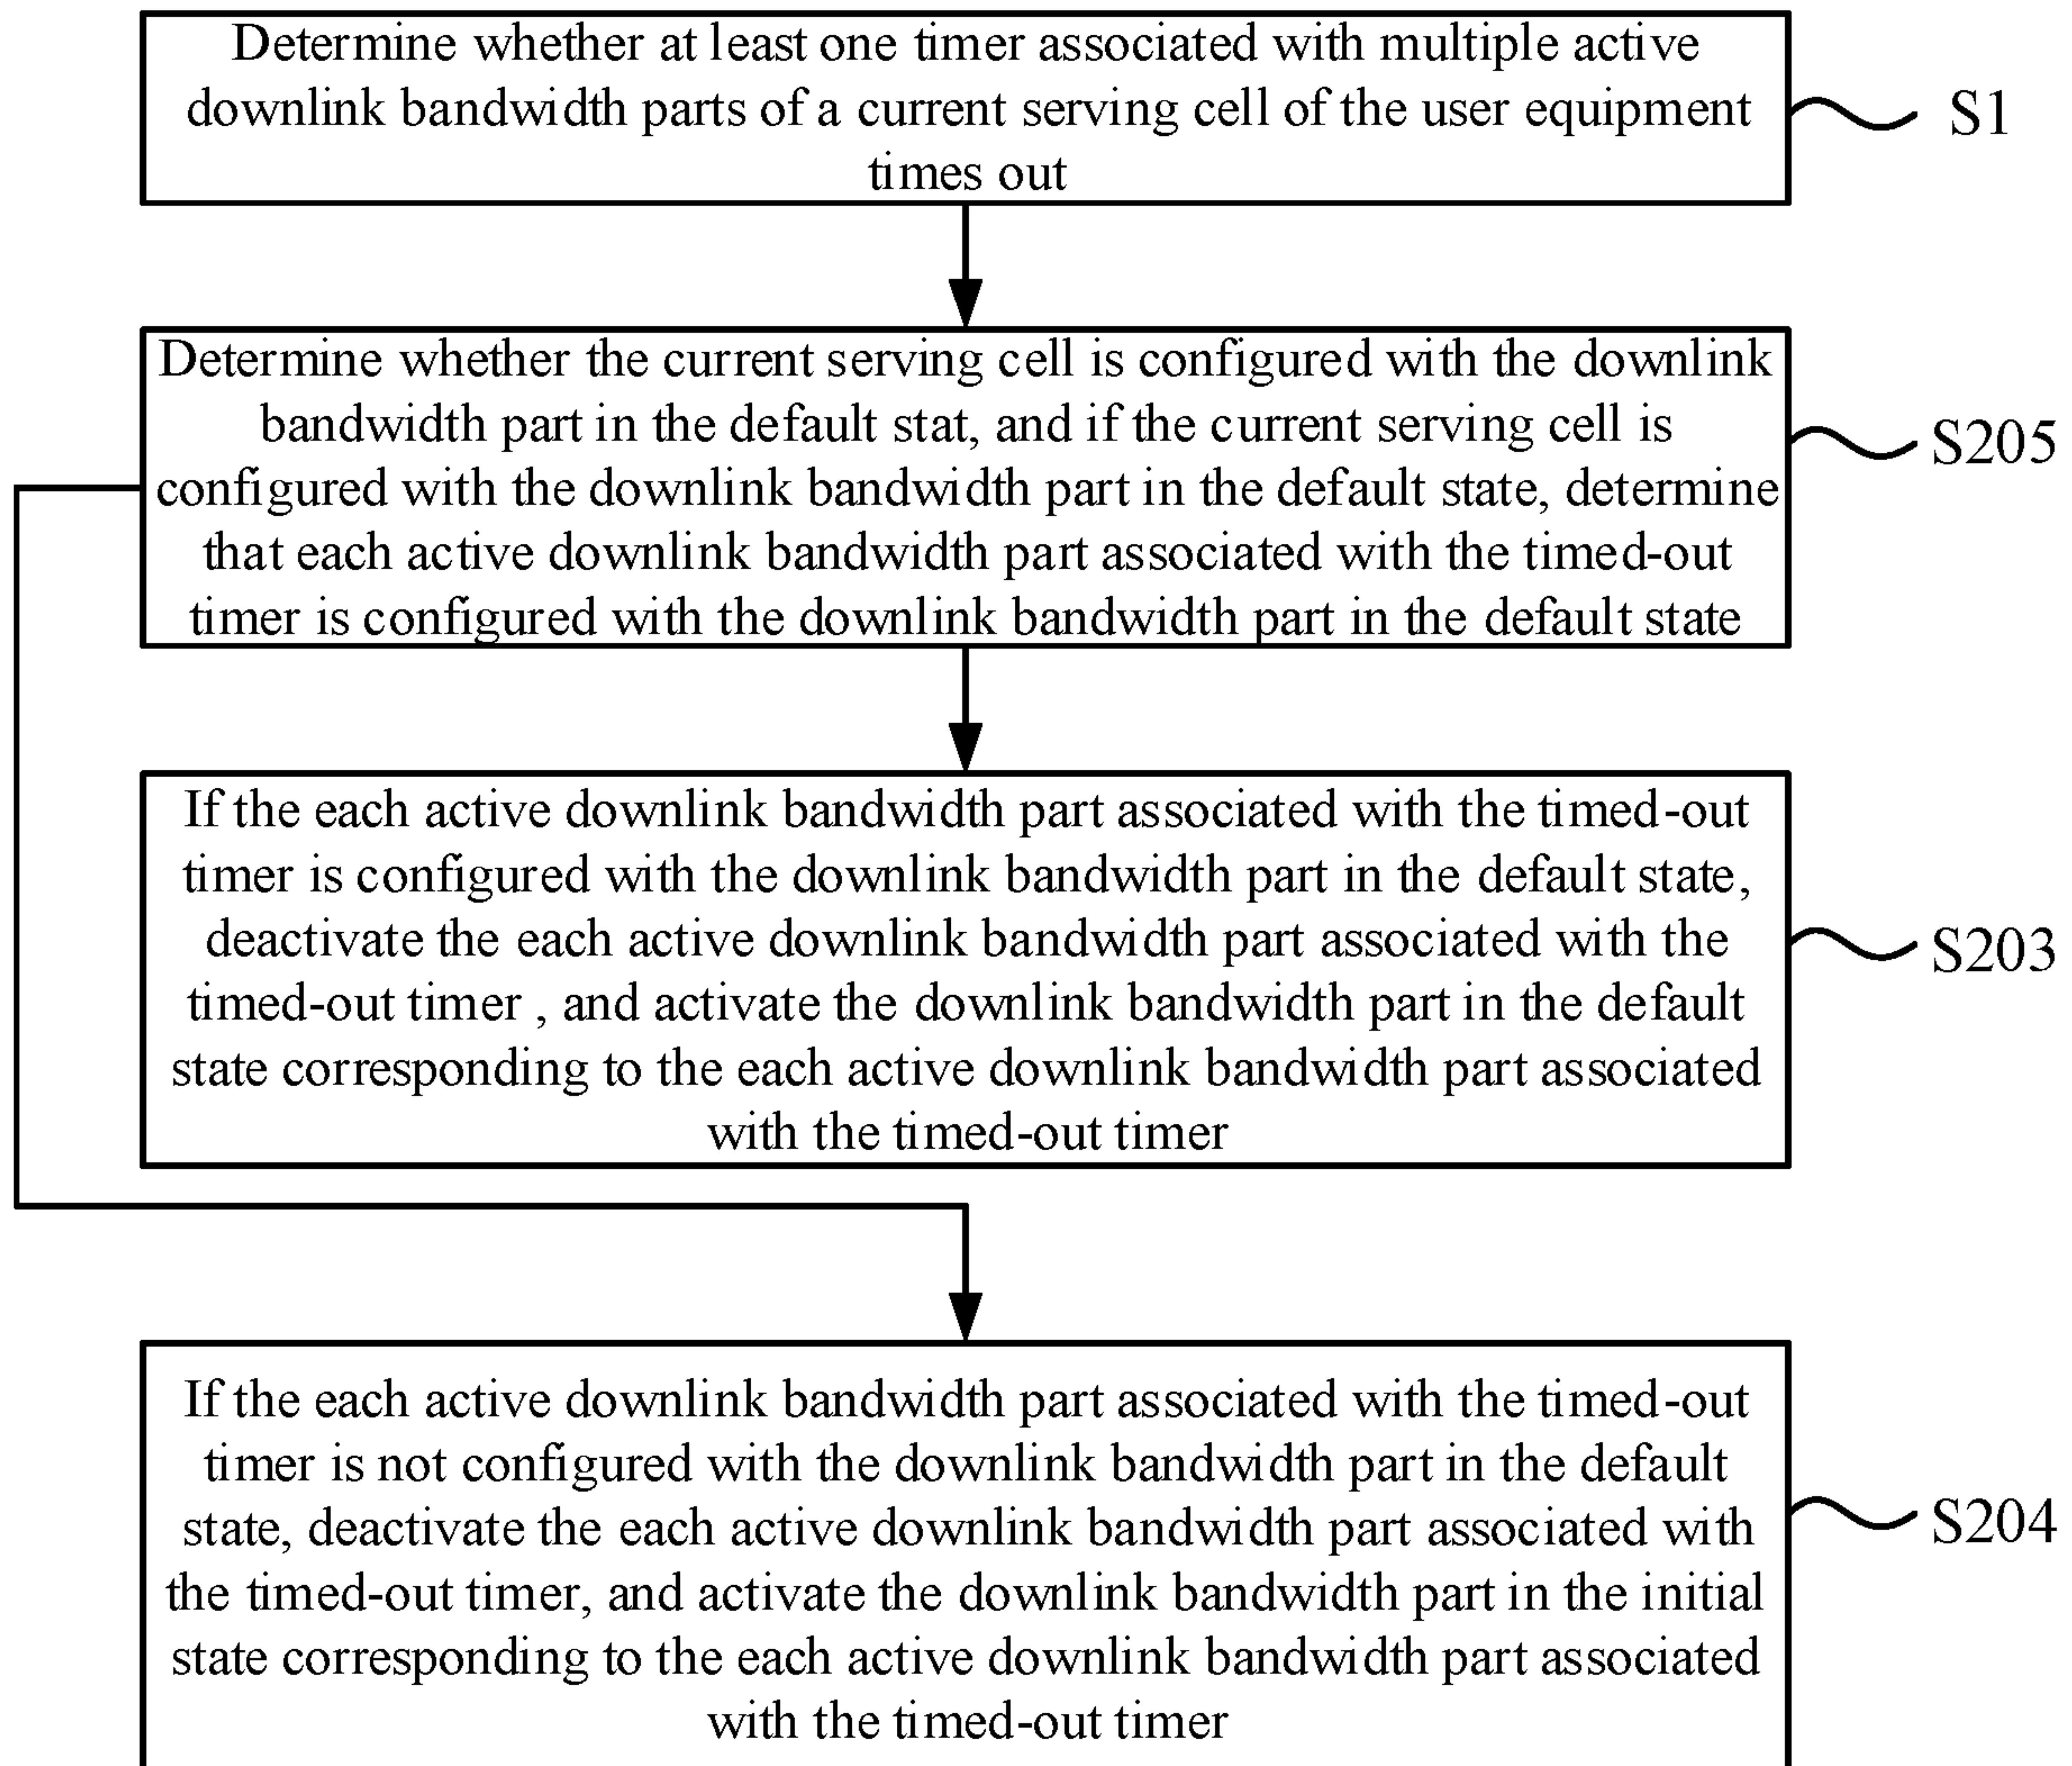 Determine whether at least one timer associated with multiple active
downlink bandwidth parts of a current serving cell of the user equipment
times out
S1
Determine whether the current serving cell is configured with the downlink
bandwidth part in the default stat, and if the current serving cell is
configured with the downlink bandwidth part in the default state, determine
that each active downlink bandwidth part associated with the timed-out
timer is configured with the downlink bandwidth part in the default state
S205
If the each active downlink bandwidth part associated with the timed-out
timer is configured with the downlink bandwidth part in the default state,
deactivate the each active downlink bandwidth part associated with the
timed-out timer , and activate the downlink bandwidth part in the default
state corresponding to the each active downlink bandwidth part associated
with the timed-out timer
S203
If the each active downlink bandwidth part associated with the timed-out
timer is not configured with the downlink bandwidth part in the default
state, deactivate the each active downlink bandwidth part associated with
the timed-out timer, and activate the downlink bandwidth part in the initial
state corresponding to the each active downlink bandwidth part associated
with the timed-out timer
S204